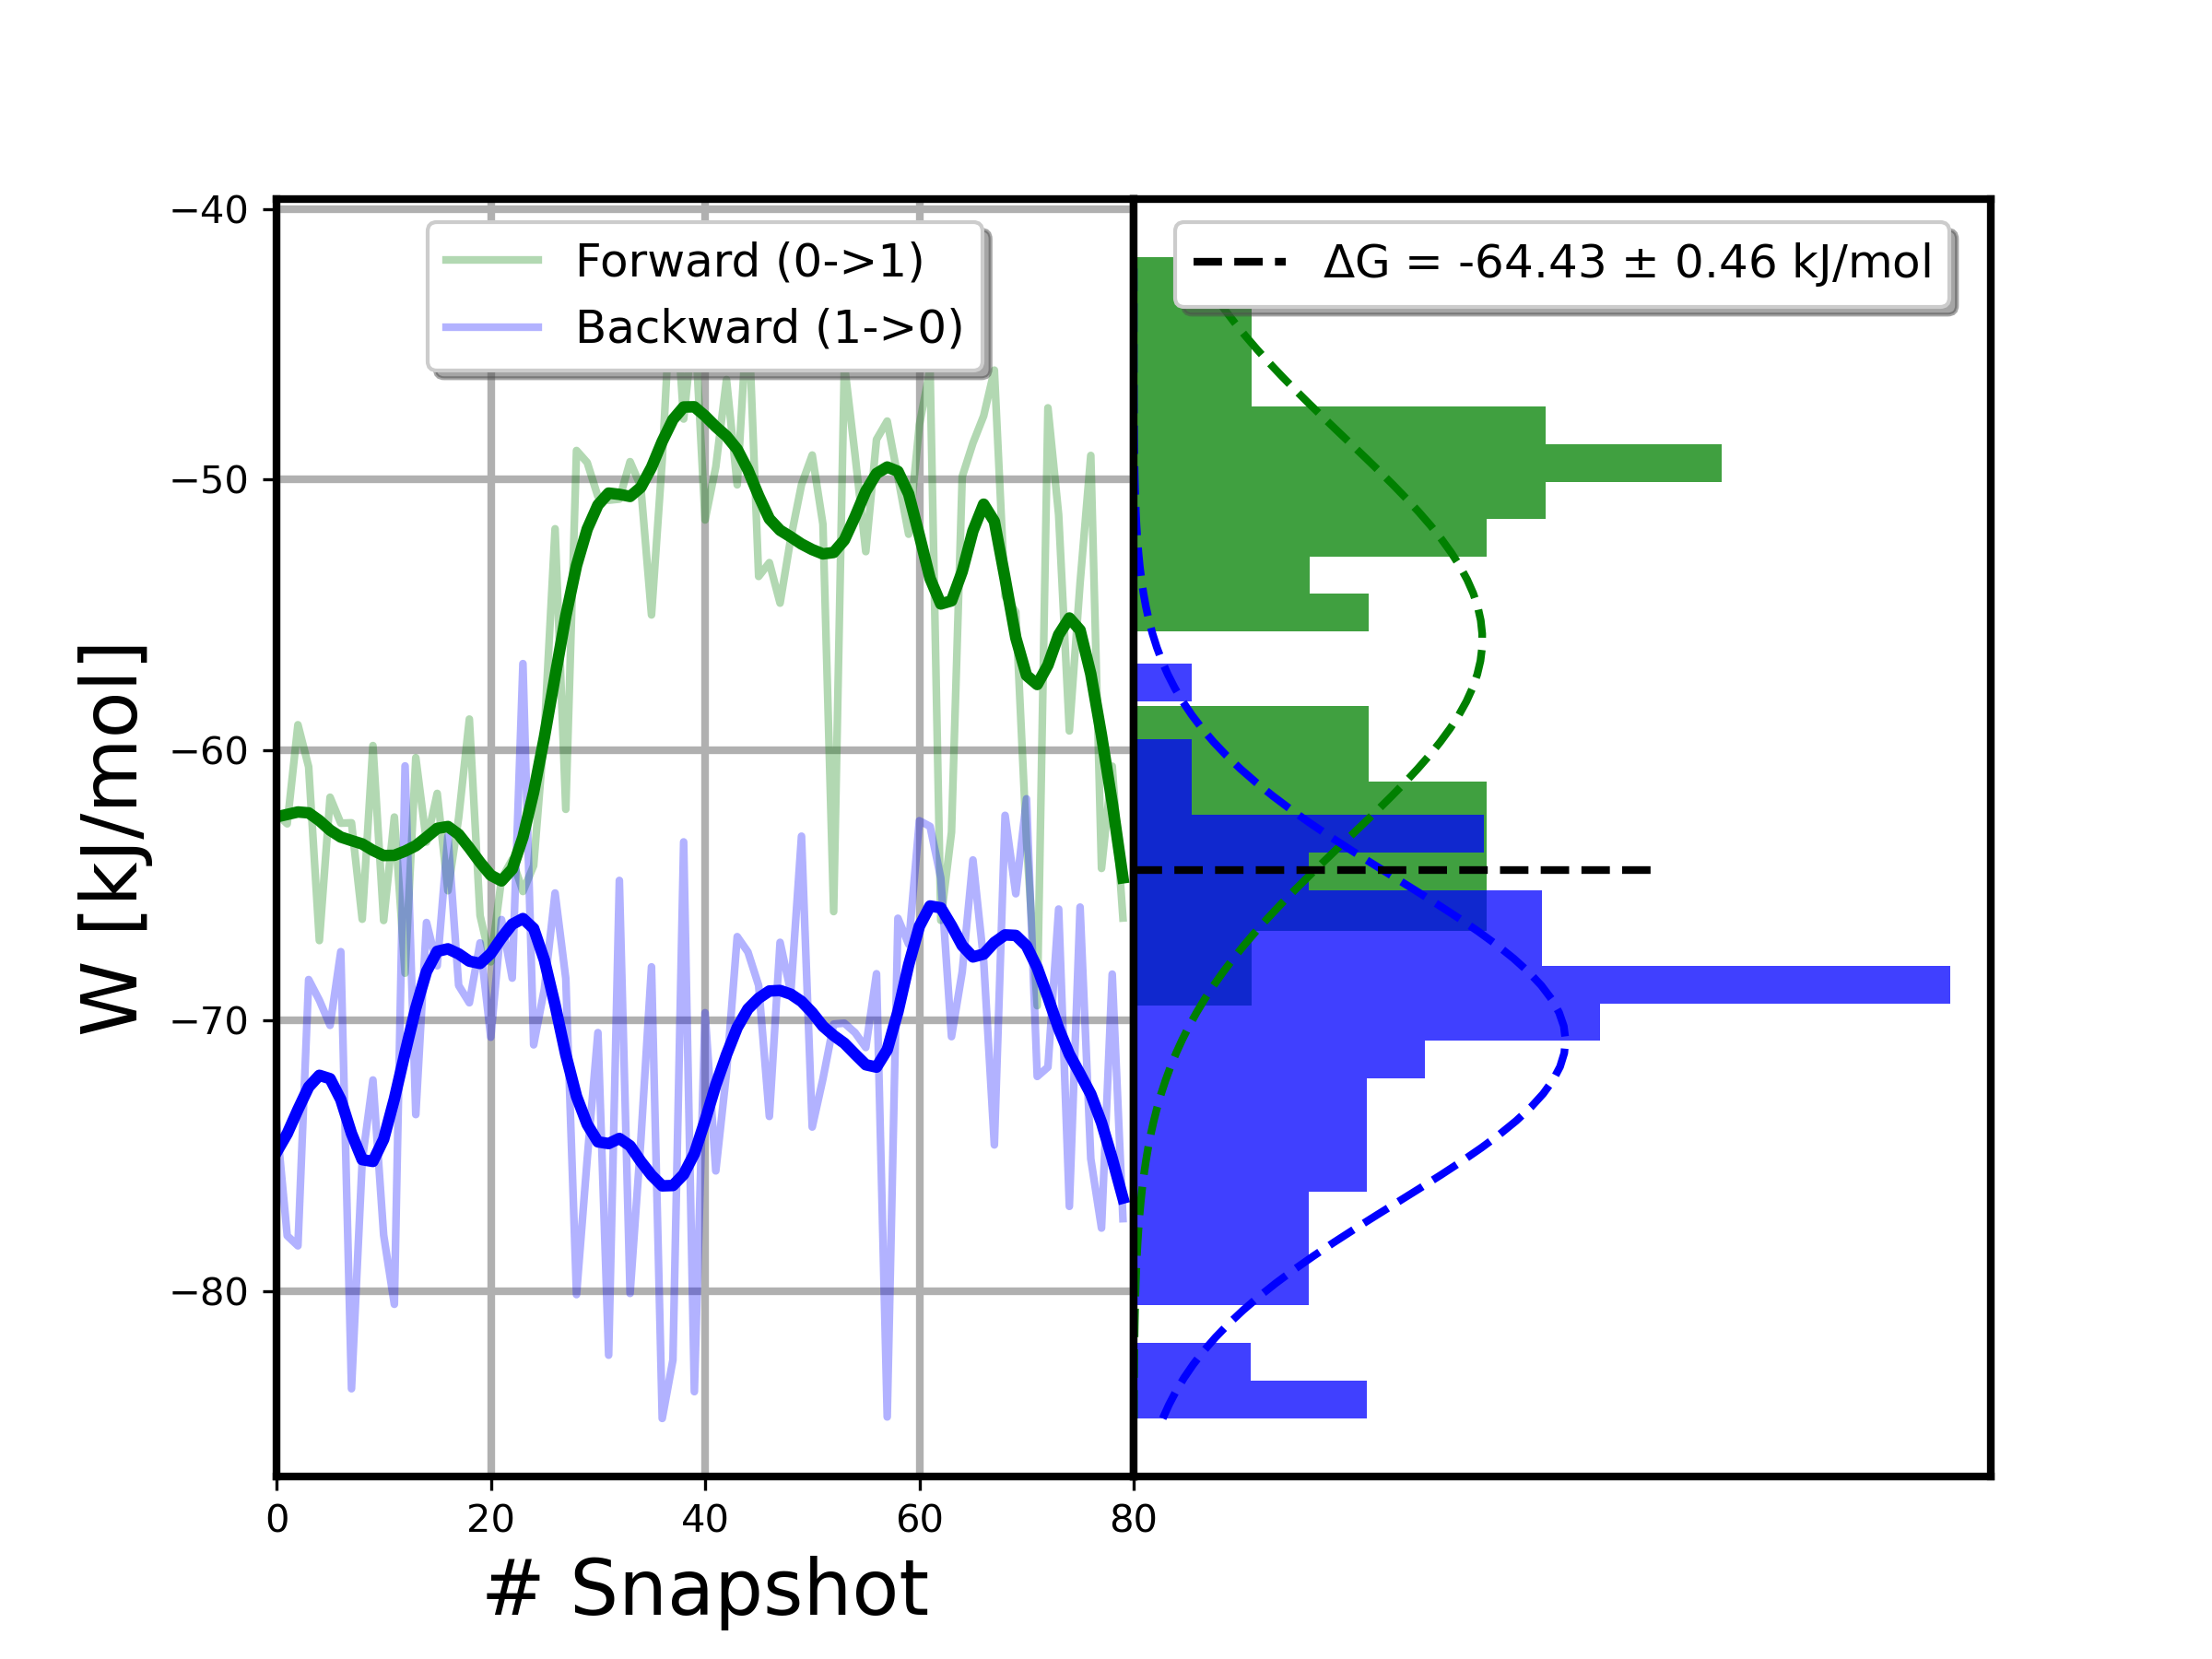 Forward (0->1)
Backward (1->0)
ΔG = -64.43 ± 0.46 kJ/mol
−40
−50
−60
−70
−80
W [kJ/mol]
0
20
40
60
80
# Snapshot